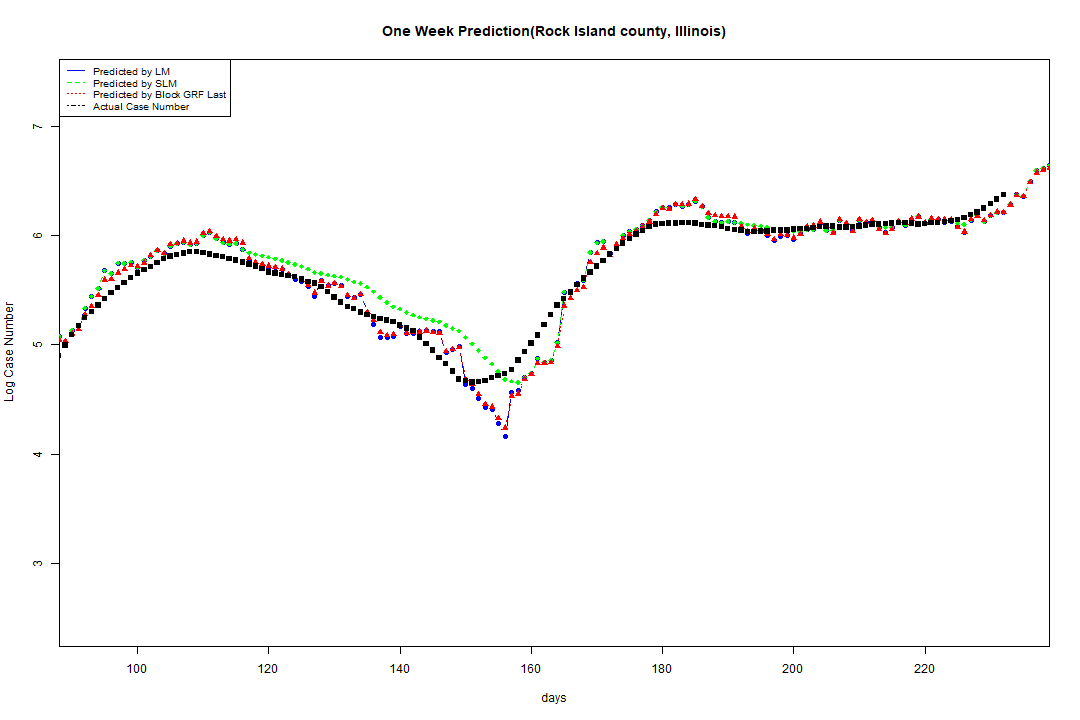 One Week Prediction(Rock Island county, Illinois)
Predicted by LM
Predicted by SLM
Predicted by Block GRF Last
Actual Case Number
Log Case Number
7
6
5
4
3
100 120 140 160 180 200 220
days